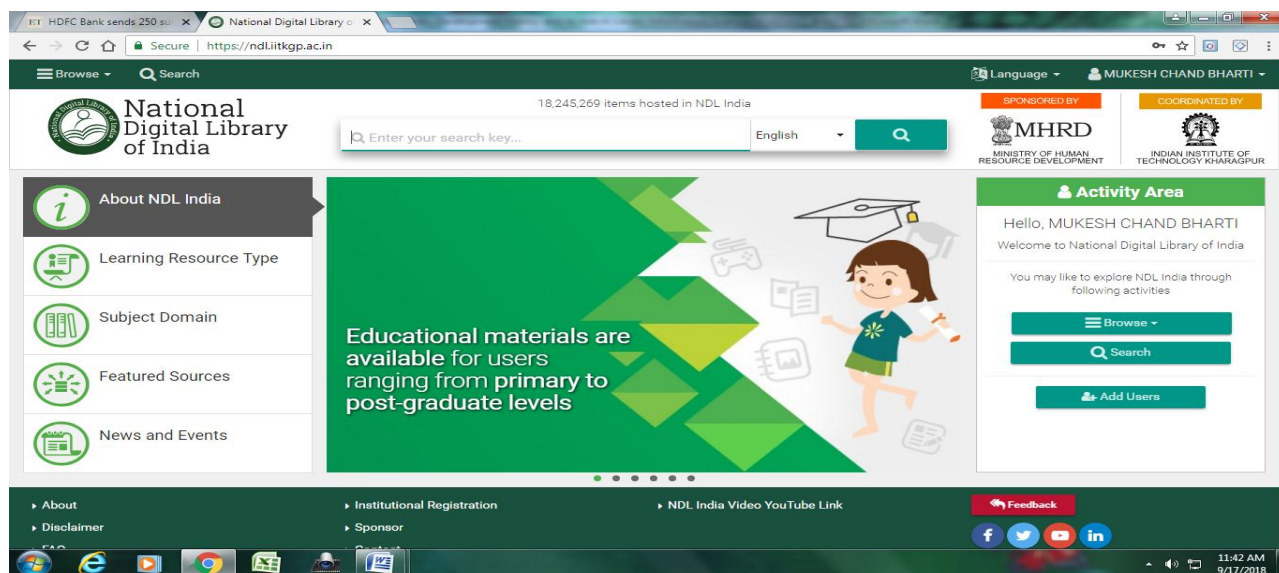 ET HDFC Bank sends 250 su
National Digital Library o
Secure | https://ndl.iitkgp.ac.in
Browse
Search
Language
MUKESH CHAND BHARTI
National
Digital Library
of India
18,245,269 items hosted in NDL India
Enter your search key...
English
SPONSORED BY
MHRD
MINISTRY OF HUMAN
RESOURCE DEVELOPMENT
COORDINATED BY
INDIAN INSTITUTE OF
TECHNOLOGY KHARAGPUR
About NDL India
Learning Resource Type
Subject Domain
Featured Sources
News and Events
Educational materials are
available for users
ranging from primary to
post-graduate levels
Activity Area
Hello, MUKESH CHAND BHARTI
Welcome to National Digital Library of India
You may like to explore NDL India through
following activities
Browse
Search
Add Users
About
Institutional Registration
NDL India Video YouTube Link
Feedback
Disclaimer
Sponsor
11:42 AM
9/17/2018